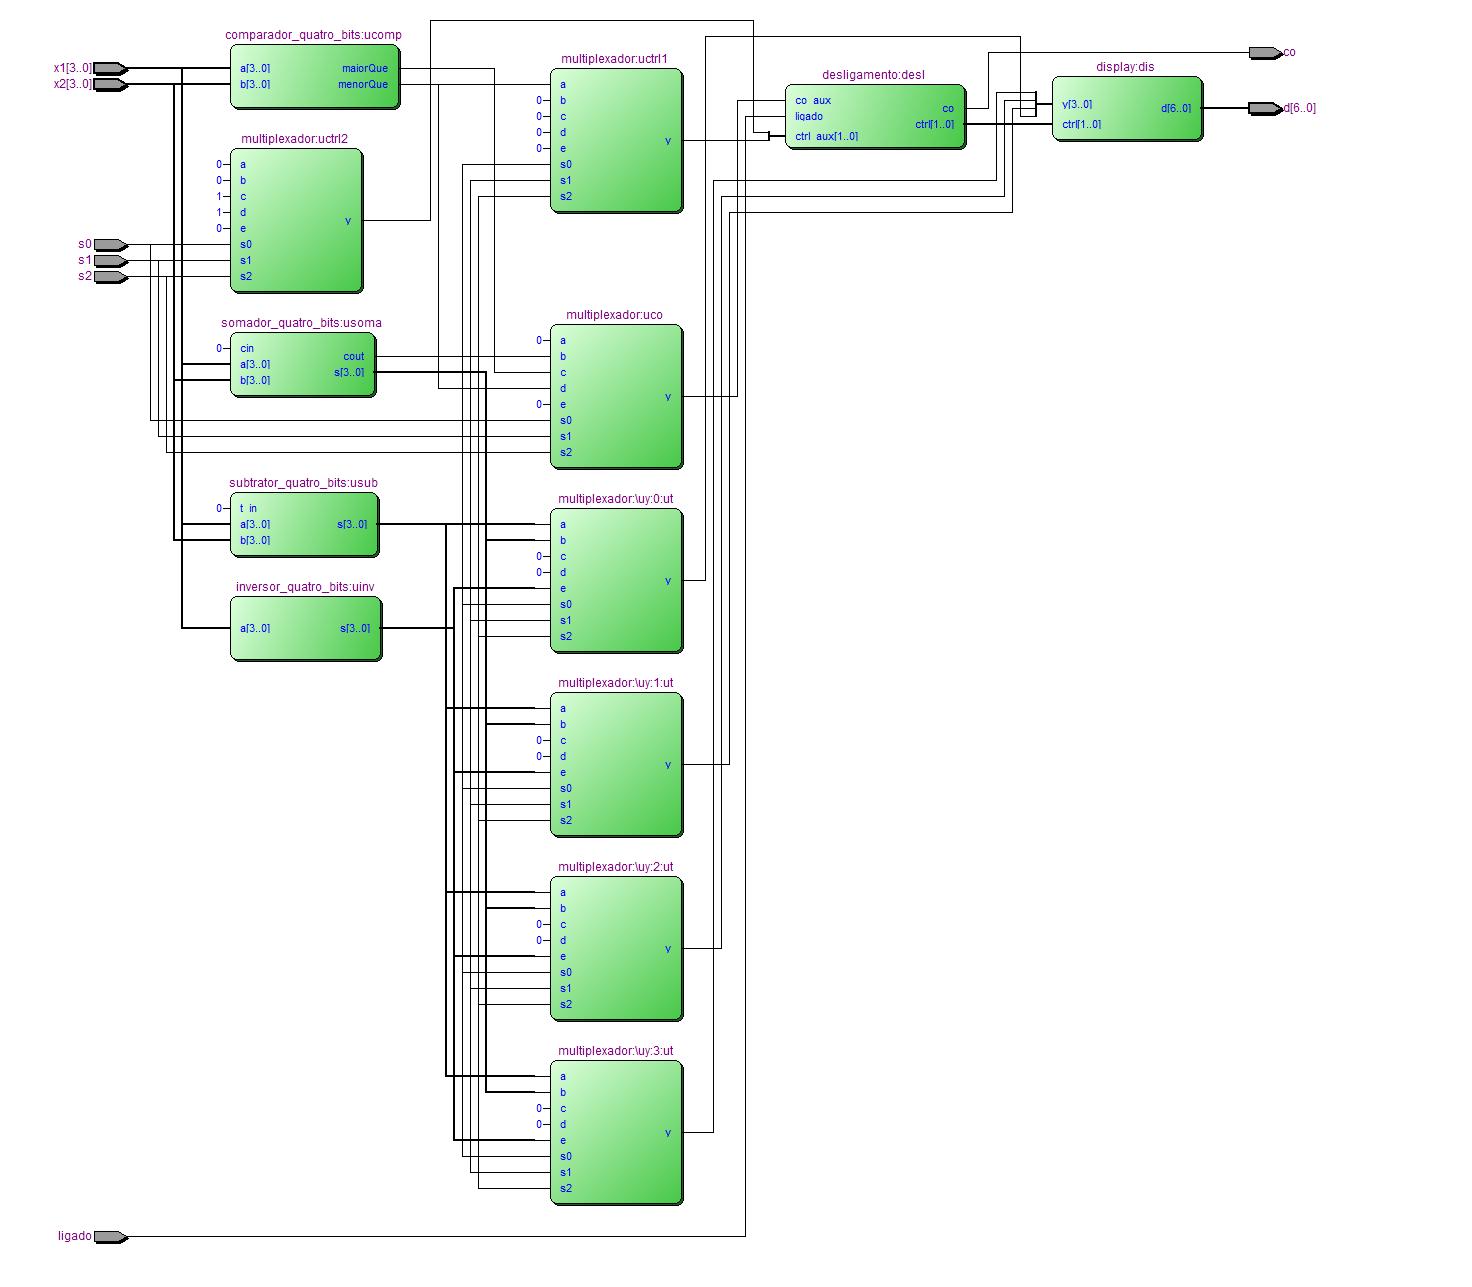 comparador_quatro_bits:ucomp
x1[3..0]
x2[3..0]
a[3..0] maiorQue
b[3..0] menorQue
multiplexador:uctrl2
0 a
0 b
1 c
1 d
0 e
y
s0 s0
s1 s1
s2 s2
somador_quatro_bits:usoma
0 cin
a[3..0] cout
b[3..0] s[3..0]
subtrator_quatro_bits:usub
0 t_in
a[3..0] s[3..0]
b[3..0]
inversor_quatro_bits:uinv
a[3..0] s[3..0]
ligado
multiplexador:uctrl1
a
0 b
0 c
0 d
0 e
y
s0
s1
s2
multiplexador:uco
0 a
b
c
d
0 e
y
s0
s1
s2
multiplexador:\uy:0:ut
a
b
0 c
0 d
e
y
s0
s1
s2
multiplexador:\uy:1:ut
a
b
0 c
0 d
e
y
s0
s1
s2
multiplexador:\uy:2:ut
a
b
0 c
0 d
e
y
s0
s1
s2
multiplexador:\uy:3:ut
a
b
0 c
0 d
e
y
s0
s1
s2
desligamento:desl
co_aux
ligado
ctrl_aux[1..0]
co
ctrl[1..0]
display:dis
y[3..0] d[6..0]
ctrl[1..0]
co
d[6..0]